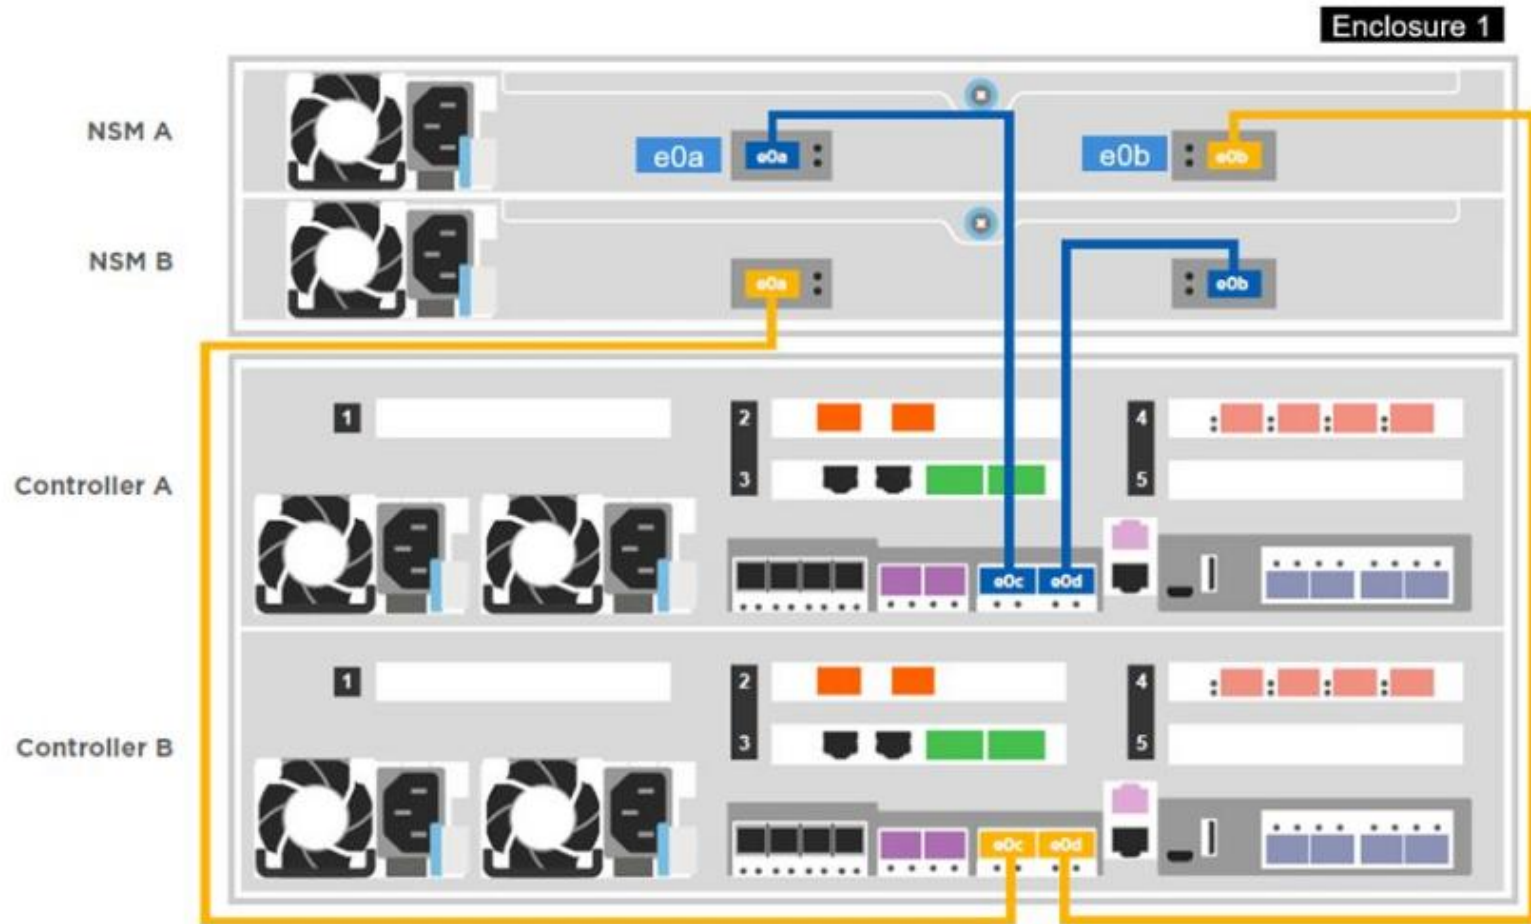 Enclosure 1
NSM A
e0a
e0a
e0b
e0b
NSM B
e0a
e0b
Controller A
1
2
4
3
5
e0c
e0d
Controller B
1
2
4
3
5
e0c
e0d